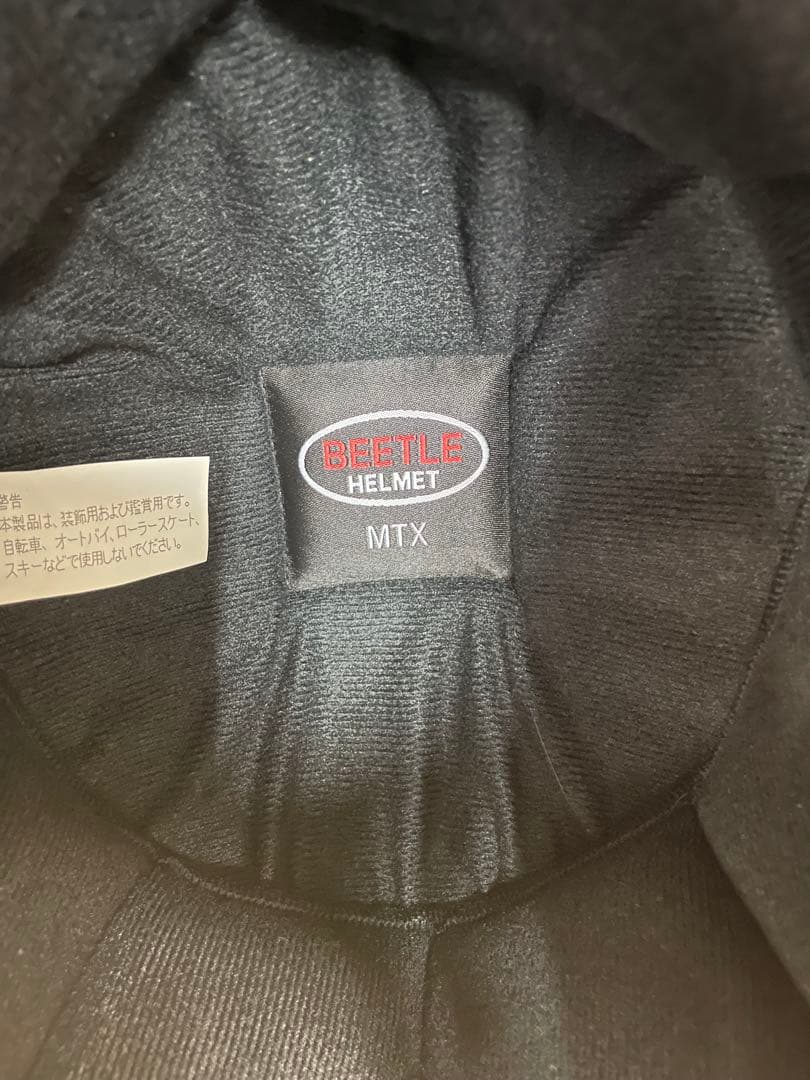 警告
本製品は、装飾用および鑑賞用です。
自転車、オートバイ、ローラースケート、
スキーなどで使用しないでください。
BEETLE
HELMET
MTX